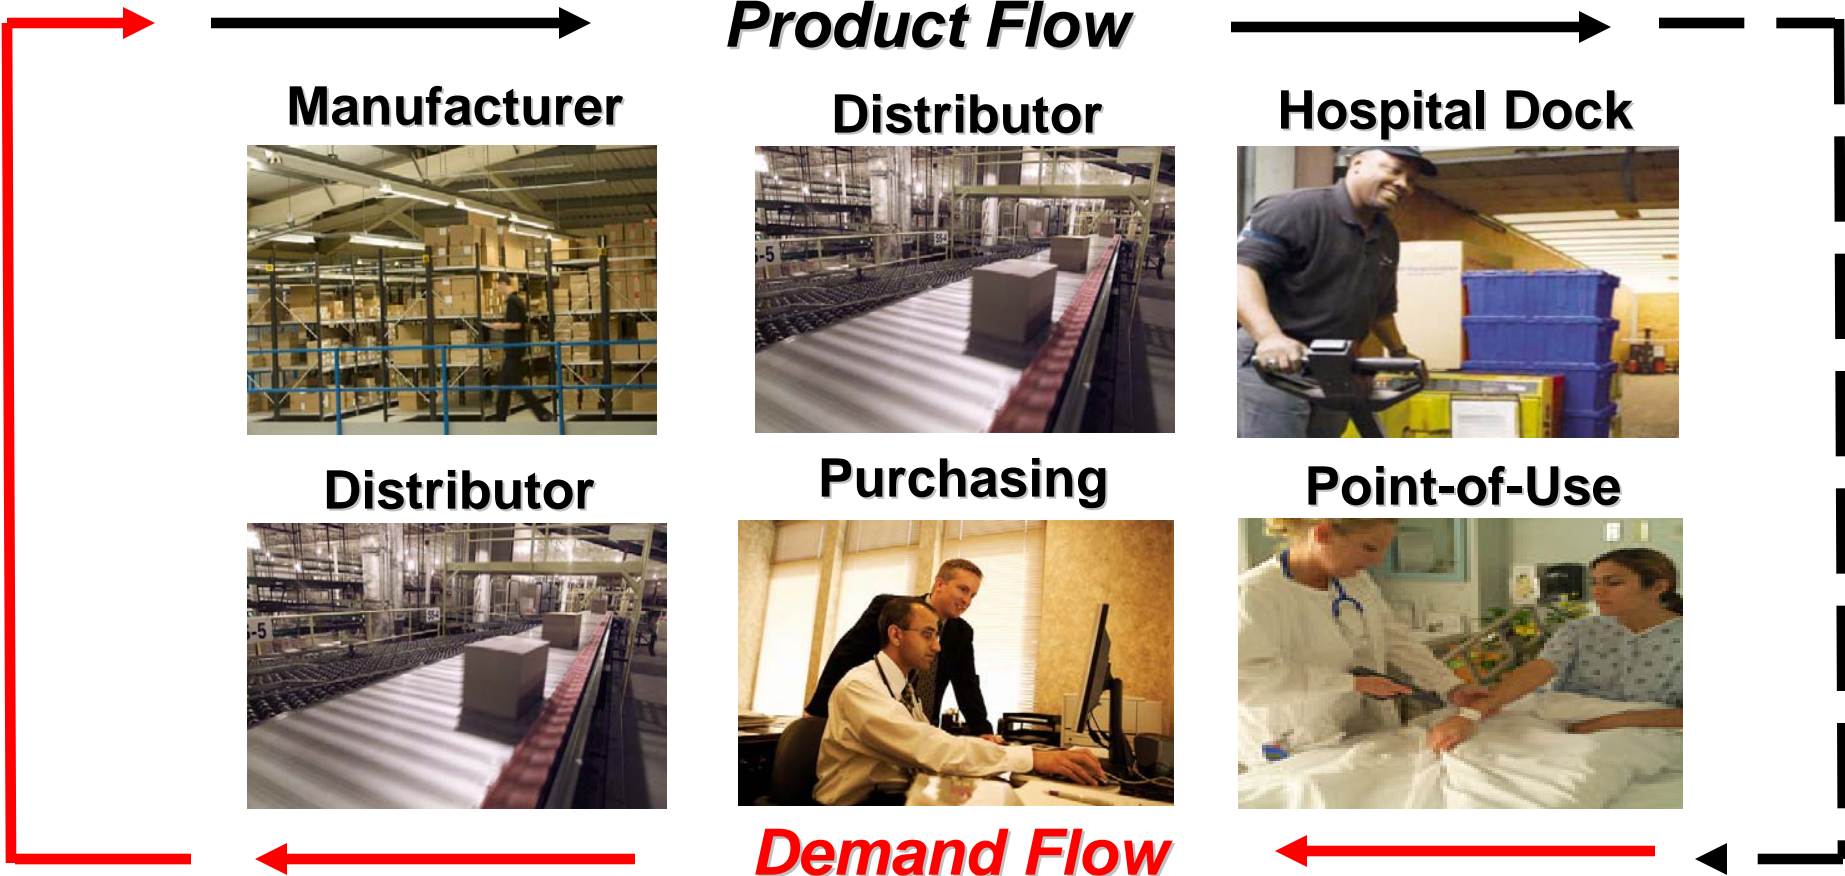 Product Flow
Manufacturer
Distributor
Hospital Dock
Distributor
Purchasing
Point-of-Use
Demand Flow